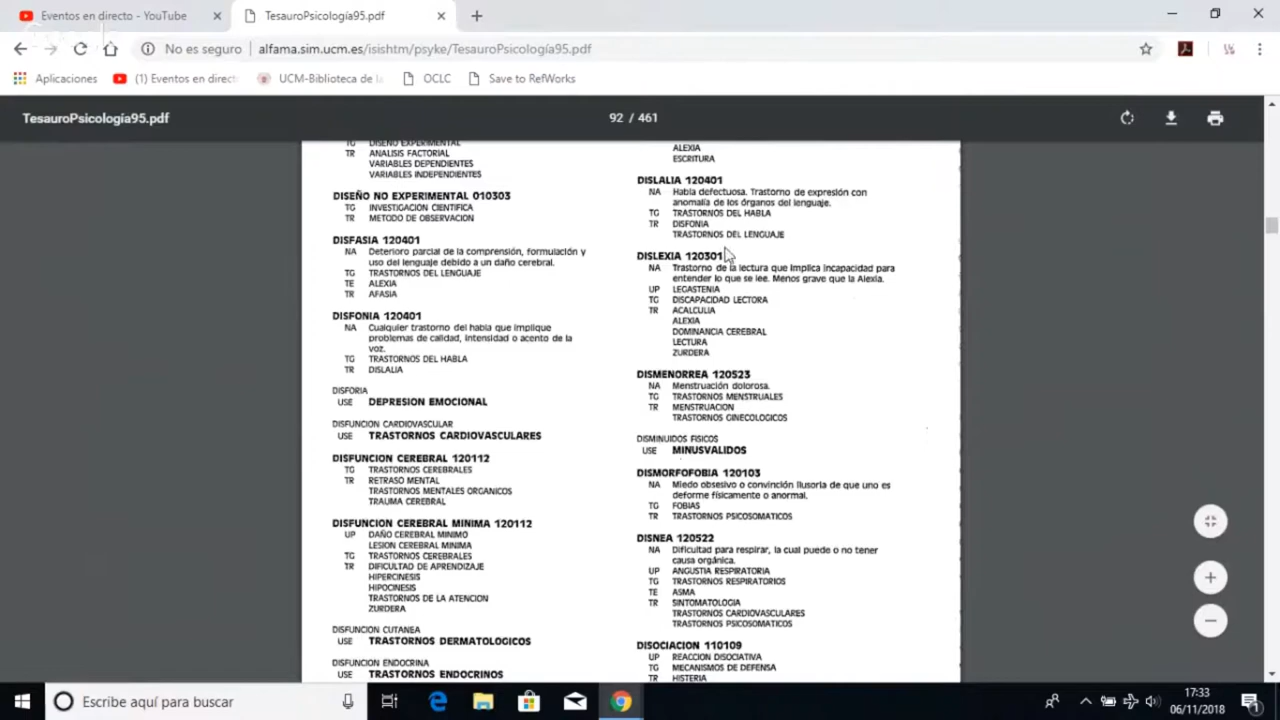 Eventos en directo - YouTube
TesauroPsicología95.pdf
No es seguro
alfama.sim.ucm.es/isishtm/psyke/TesauroPsicología95.pdf
Aplicaciones
(1) Eventos en direct
UCM-Biblioteca de la
OCLC
Save to RefWorks
TesauroPsicología95.pdf
92 / 461
TG DISEÑO EXPERIMENTAL
TR ANALISIS FACTORIAL
VARIABLES DEPENDIENTES
VARIABLES INDEPENDIENTES
DISEÑO NO EXPERIMENTAL 010303
TG INVESTIGACION CIENTIFICA
TR METODO DE OBSERVACION
DISFASIA 120401
NA Deterioro parcial de la comprensión, formulación y
uso del lenguaje debido a un daño cerebral.
TG TRASTORNOS DEL LENGUAJE
TE ALEXIA
TR AFASIA
DISFONIA 120401
NA Cualquier trastorno del habla que implique
problemas de calidad, intensidad o acento de la
voz.
TG TRASTORNOS DEL HABLA
TR DISLALIA
DISFORIA
USE DEPRESION EMOCIONAL
DISFUNCION CARDIOVASCULAR
USE TRASTORNOS CARDIOVASCULARES
DISFUNCION CEREBRAL 120112
TG TRASTORNOS CEREBRALES
TR RETRASO MENTAL
TRASTORNOS MENTALES ORGANICOS
TRAUMA CEREBRAL
DISFUNCION CEREBRAL MINIMA 120112
UP DAÑO CEREBRAL MINIMO
LESION CEREBRAL MINIMA
TG TRASTORNOS CEREBRALES
TR DIFICULTAD DE APRENDIZAJE
HIPERCINESIS
HIPOCINESIS
TRASTORNOS DE LA ATENCION
ZURDERA
DISFUNCION CUTANEA
USE TRASTORNOS DERMATOLOGICOS
DISFUNCION ENDOCRINA
USE TRASTORNOS ENDOCRINOS
ALEXIA
ESCRITURA
DISLALIA 120401
NA Habla defectuosa. Trastorno de expresión con
anomalía de los órganos del lenguaje.
TG TRASTORNOS DEL HABLA
TR DISFONIA
TRASTORNOS DEL LENGUAJE
DISLEXIA 120301
NA Trastorno de la lectura que implica incapacidad para
entender lo que se lée. Menos grave que la Alexia.
UP LEGASTENIA
TG DISCAPACIDAD LECTORA
TR ACALCULIA
ALEXIA
DOMINANCIA CEREBRAL
LECTURA
ZURDERA
DISMENORREA 120523
NA Menstruación dolorosa.
TG TRASTORNOS MENSTRUALES
TR MENSTRUACION
TRASTORNOS GINECOLOGICOS
DISMINUIDOS FISICOS
USE MINUSVALIDOS
DISMORFOFOBIA 120103
NA Miedo obsesivo o convicción ilusoria de que uno es
deforme físicamente o anormal.
TG FOBIAS
TR TRASTORNOS PSICOSOMATICOS
DISNEA 120522
NA Dificultad para respirar, la cual puede o no tener
causa orgánica.
UP ANGUSTIA RESPIRATORIA
TG TRASTORNOS RESPIRATORIOS
TE ASMA
TR SINTOMATOLOGIA
TRASTORNOS CARDIOVASCULARES
TRASTORNOS PSICOSOMATICOS
DISOCIACION 110109
UP REACCION DISOCIATIVA
TG MECANISMOS DE DEFENSA
TR HISTERIA
Escribe aquí para buscar
17:33
06/11/2018